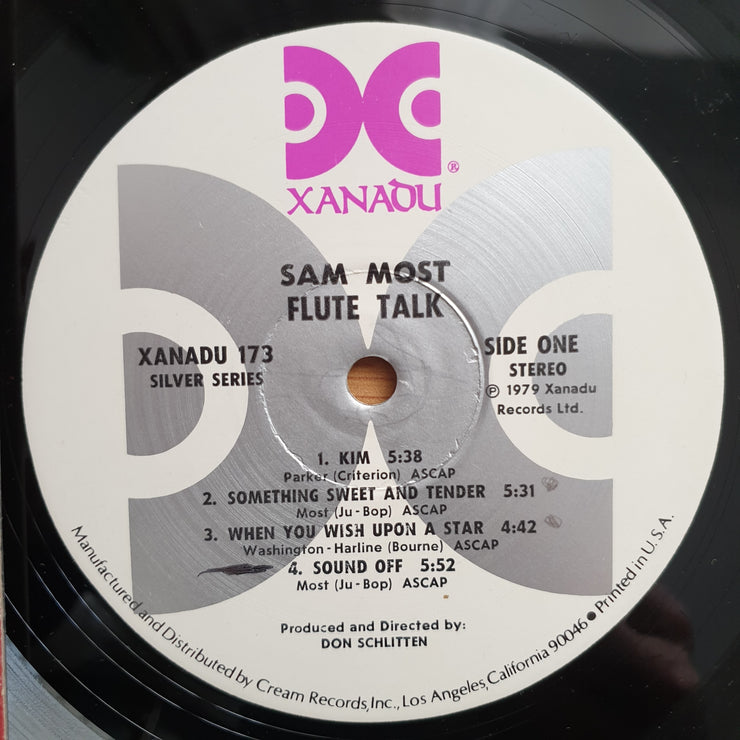 XANADU®
SAM MOST
FLUTE TALK
XANADU 173
SILVER SERIES
SIDE ONE
STEREO
℗ 1979 Xanadu
Records Ltd.
1. KIM 5:38
Parker (Criterion) ASCAP
2. SOMETHING SWEET AND TENDER 5:31
Most (Ju-Bop) ASCAP
3. WHEN YOU WISH UPON A STAR 4:42
Washington-Harline (Bourne) ASCAP
4. SOUND OFF 5:52
Most (Ju-Bop) ASCAP
Produced and Directed by:
DON SCHLITTEN
Manufactured and Distributed by Cream Records, Inc., Los Angeles, California 90046 ● Printed in U.S.A.